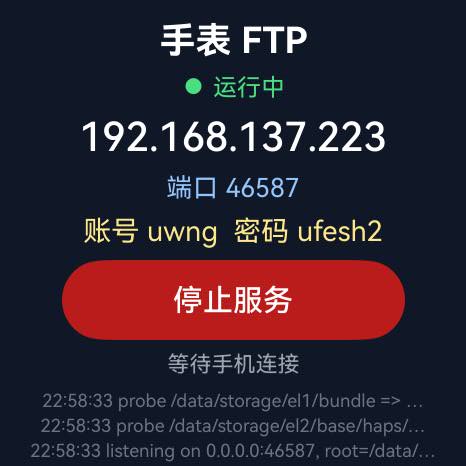 手表 FTP
运行中
192.168.137.223
端口 46587
账号 uwng 密码 ufesh2
停止服务
等待手机连接
22:58:33 probe /data/storage/el1/bundle => …
22:58:33 probe /data/storage/el2/base/haps/…
22:58:33 listening on 0.0.0.0:46587, root=/data/…